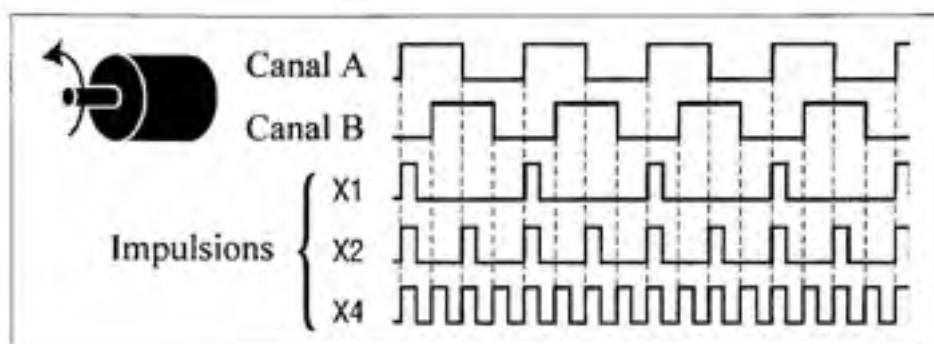 Canal A
Canal B
X1
Impulsions
X2
X4